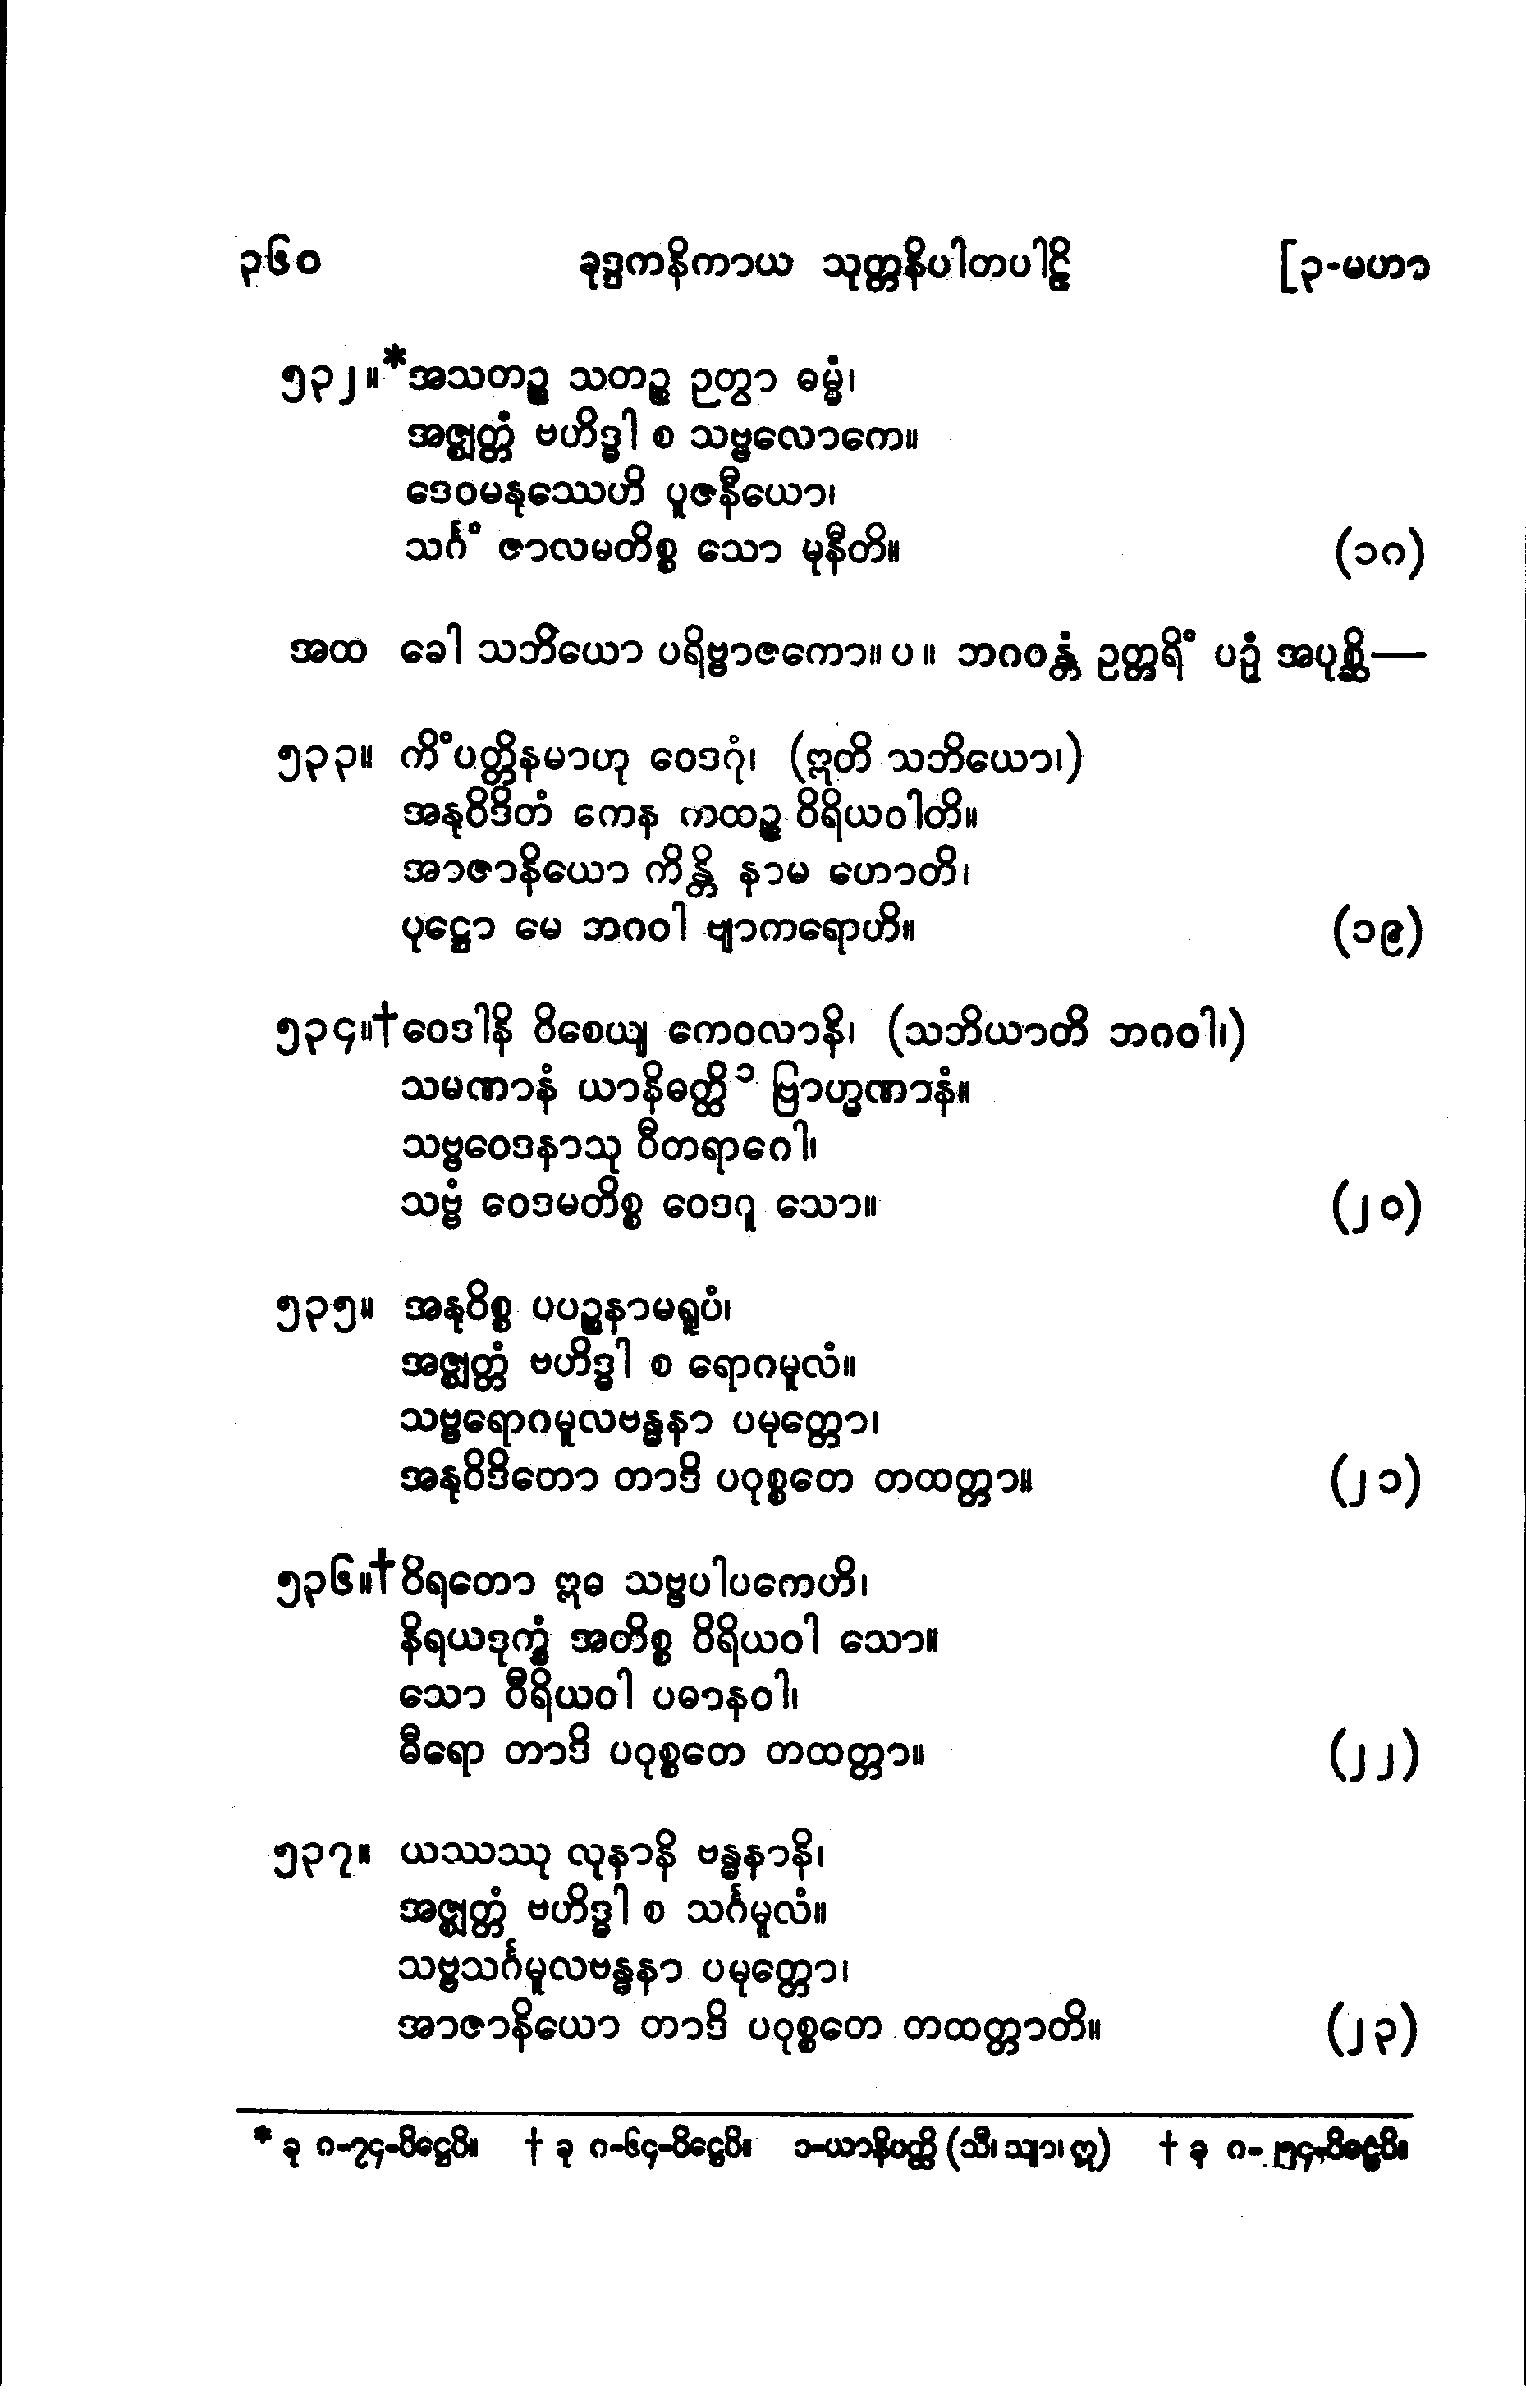 ၃၆၀ ခုဒ္ဒကနိကာယ သုတ္တနိပါတပါဠိ [၃-မဟာ
၅၃၂။*အသတဉ္စ သတဉ္စ ဉတွာ ဓမ္မံ၊
အဇ္ဈတ္တံ ဗဟိဒ္ဓါ စ သဗ္ဗလောကေ။
ဒေဝမနုဿေဟိ ပူဇနီယော၊
သင်္ဂံ ဇာလမတိစ္စ သော မုနီတိ။ (၁၈)
အထ ခေါ သဘိယော ပရိဗ္ဗာဇကော။ ပ ။ ဘဂဝန္တံ ဥတ္တရိံ ပဉှံ အပုစ္ဆိ—
၅၃၃။ ကိံပတ္တိနမာဟု ဝေဒဂုံ၊ (ဣတိ သဘိယော၊)
အနုဝိဒိတံ ကေန ကထဉ္စ ဝိရိယဝါတိ။
အာဇာနိယော ကိန္တိ နာမ ဟောတိ၊
ပုဋ္ဌော မေ ဘဂဝါ ဗျာကရောဟိ။ (၁၉)
၅၃၄။†ဝေဒါနိ ဝိစေယျ ကေဝလာနိ၊ (သဘိယာတိ ဘဂဝါ၊)
သမဏာနံ ယာနိဓတ္ထိ ၁ ဗြာဟ္မဏာနံ။
သဗ္ဗဝေဒနာသု ဝီတရာဂေါ၊
သဗ္ဗံ ဝေဒမတိစ္စ ဝေဒဂူ သော။ (၂၀)
၅၃၅။ အနုဝိစ္စ ပပဉ္စနာမရူပံ၊
အဇ္ဈတ္တံ ဗဟိဒ္ဓါ စ ရောဂမူလံ။
သဗ္ဗရောဂမူလဗန္ဓနာ ပမုတ္တော၊
အနုဝိဒိတော တာဒိ ပဝုစ္စတေ တထတ္တာ။ (၂၁)
၅၃၆။†ဝိရတော ဣဓ သဗ္ဗပါပကေဟိ၊
နိရယဒုက္ခံ အတိစ္စ ဝိရိယဝါ သော။
သော ဝီရိယဝါ ပဓာနဝါ၊
ဓီရော တာဒိ ပဝုစ္စတေ တထတ္တာ။ (၂၂)
၅၃၇။ ယဿဿု လုနာနိ ဗန္ဓနာနိ၊
အဇ္ဈတ္တံ ဗဟိဒ္ဓါ စ သင်္ဂမူလံ။
သဗ္ဗသင်္ဂမူလဗန္ဓနာ ပမုတ္တော၊
အာဇာနိယော တာဒိ ပဝုစ္စတေ တထတ္တာတိ။ (၂၃)
* ခု ဂ-၇၄-ပိဋ္ဌေပိ။ † ခု ဂ-၆၄-ပိဋ္ဌေပိ။ ၁-ယာနိပတ္ထိ (သီ၊ သျာ၊ ဣ) † ခု ဂ-